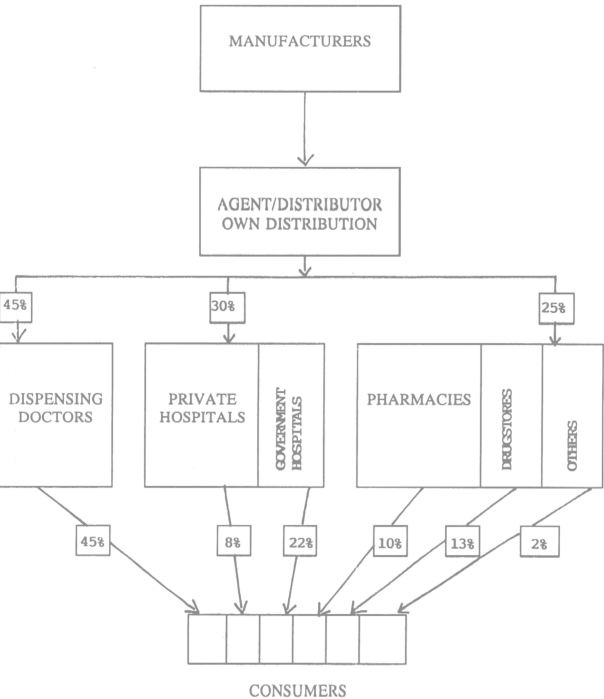 MANUFACTURERS
AGENT/DISTRIBUTOR
OWN DISTRIBUTION
45%
30%
25%
DISPENSING
DOCTORS
PRIVATE
HOSPITALS
GOVERNMENT
HOSPITALS
PHARMACIES
DRUGSTORES
OTHERS
45%
8%
22%
10%
13%
2%
CONSUMERS